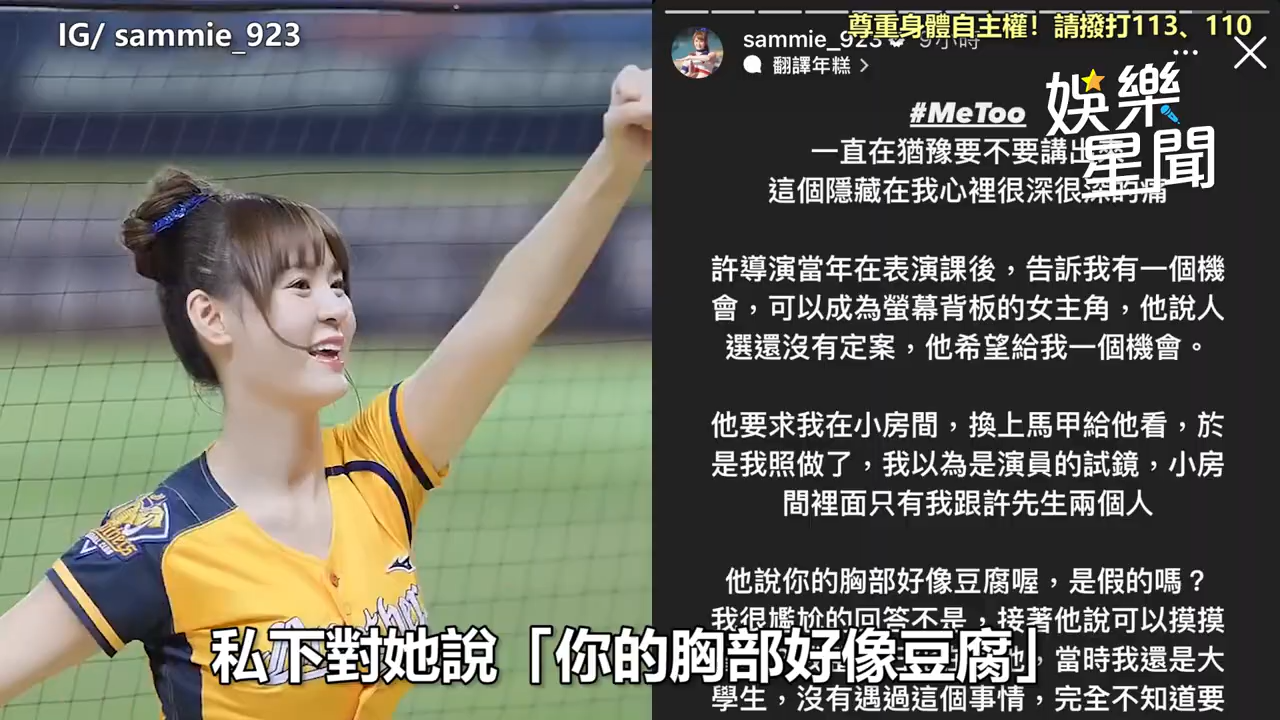 IG/ sammie_923
尊重身體自主權！請撥打113、110
sammie_923
9小時
翻譯年糕 >
娛樂
星聞
#MeToo
一直在猶豫要不要講出來
這個隱藏在我心裡很深很深的痛
許導演當年在表演課後，告訴我有一個機
會，可以成為螢幕背板的女主角，他說人
選還沒有定案，他希望給我一個機會。
他要求我在小房間，換上馬甲給他看，於
是我照做了，我以為是演員的試鏡，小房
間裡面只有我跟許先生兩個人
他說你的胸部好像豆腐喔，是假的嗎？
我很尷尬的回答不是，接著他說可以摸摸
，當時我還是大
學生，沒有遇過這個事情，完全不知道要
私下對她說「你的胸部好像豆腐」